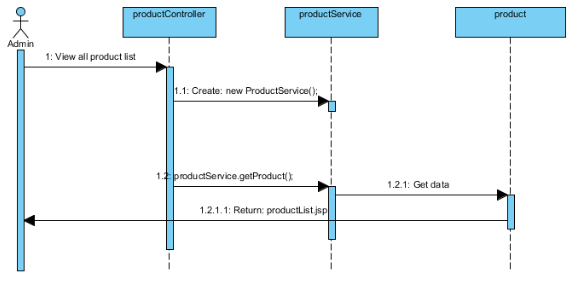 productController
productService
product
Admin
1: View all product list
1.1: Create: new ProductService();
1.2: productService.getProduct();
1.2.1: Get data
1.2.1.1: Return: productList.jsp